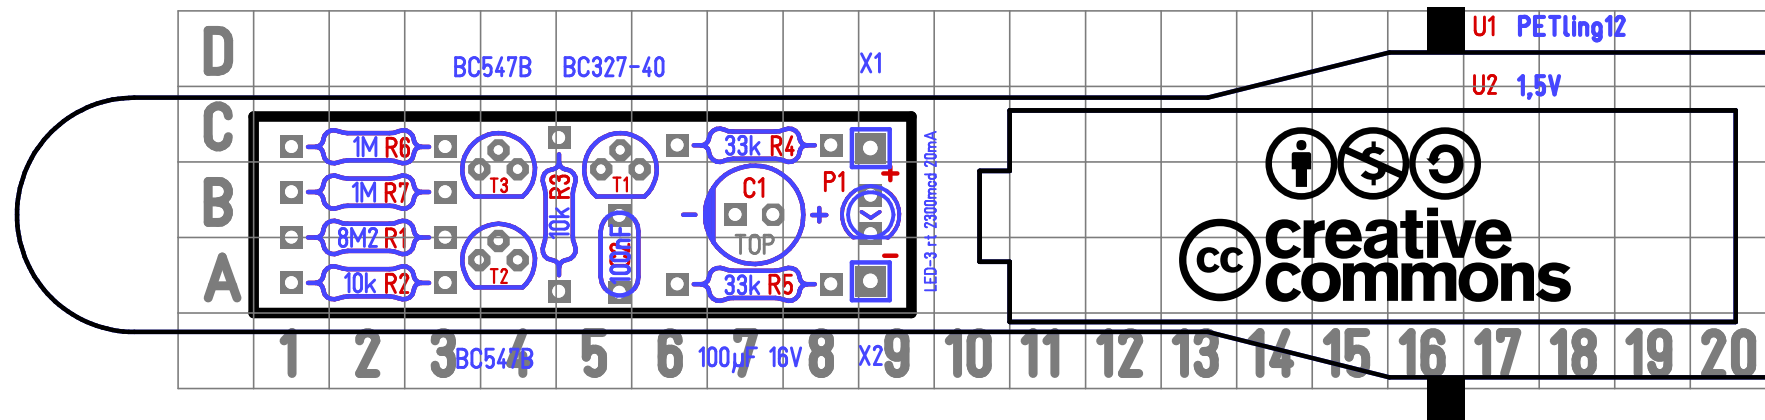 D
U1 PETling12
BC547B BC327-40 X1
U2 1,5V
C
1M R6
33k R4
LED-3 rt 2300mcd 20mA
T3
T1
10k R3
1M R7
C1
P1
+
B
- +
TOP
8M2 R1
100nF
creative
cc
commons
A
T2
10k R2
33k R5
-
1 2 3 4 5 6 7 8 9 10 11 12 13 14 15 16 17 18 19 20
BC547B 100µF 16V X2